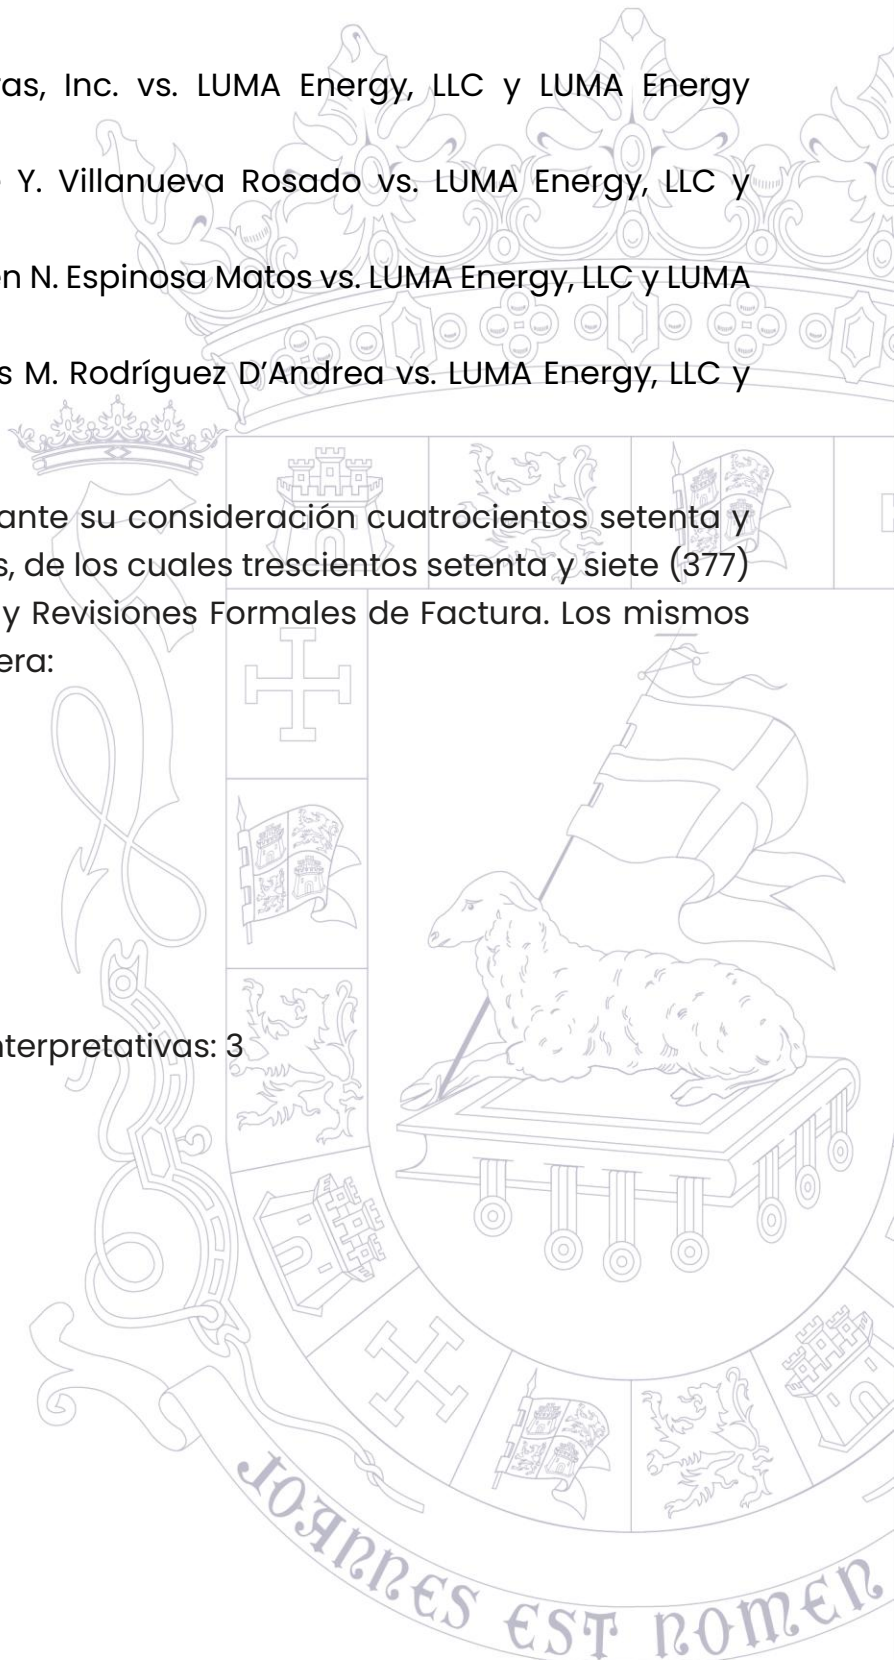 as, Inc. vs. LUMA Energy, LLC y LUMA Energy
Y. Villanueva Rosado vs. LUMA Energy, LLC y
n N. Espinosa Matos vs. LUMA Energy, LLC y LUMA
s M. Rodríguez D’Andrea vs. LUMA Energy, LLC y
ante su consideración cuatrocientos setenta y
s, de los cuales trescientos setenta y siete (377)
y Revisiones Formales de Factura. Los mismos
era:
nterpretativas: 3
JOANNES EST NOMEN